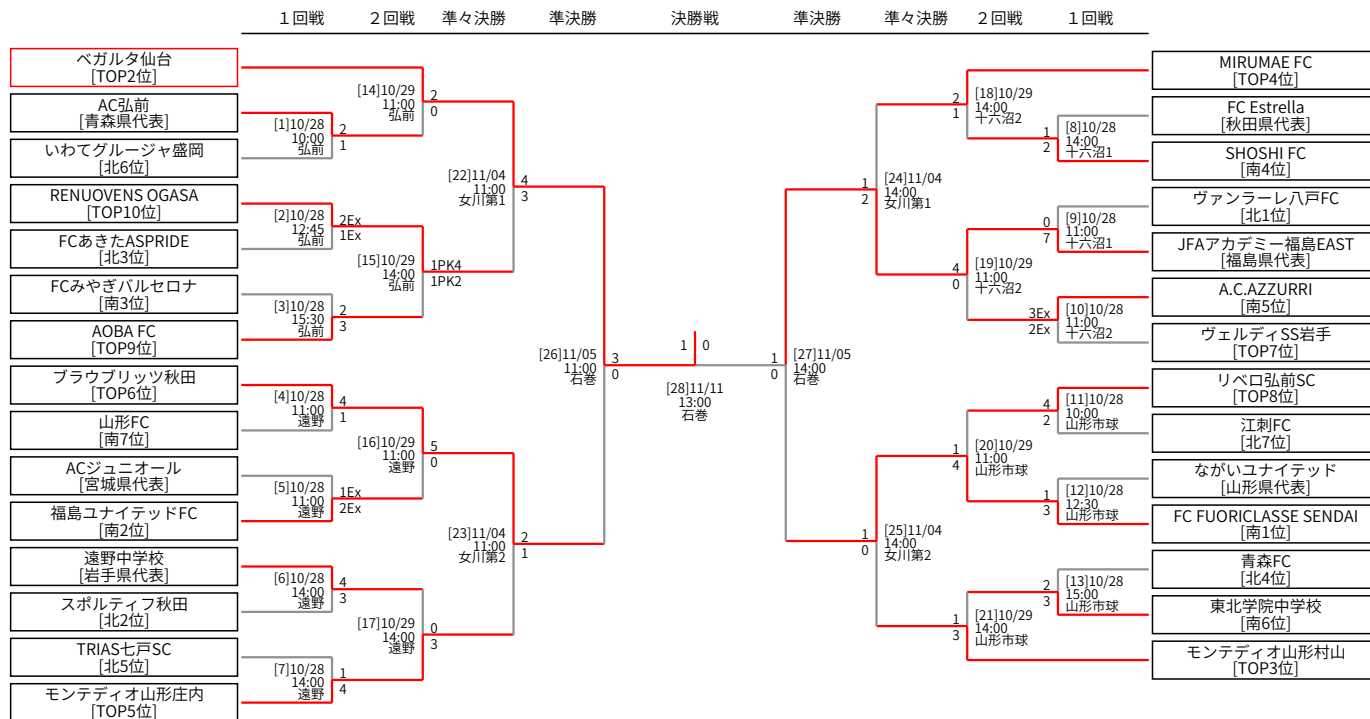 １回戦
２回戦
準々決勝
準決勝
決勝戦
準決勝
準々決勝
２回戦
１回戦
ベガルタ仙台
[TOP2位]
AC弘前
[青森県代表]
いわてグルージャ盛岡
[北6位]
RENUOVENS OGASA
[TOP10位]
FCあきたASPRIDE
[北3位]
FCみやぎバルセロナ
[南3位]
AOBA FC
[TOP9位]
ブラウブリッツ秋田
[TOP6位]
山形FC
[南7位]
ACジュニオール
[宮城県代表]
福島ユナイテッドFC
[南2位]
遠野中学校
[岩手県代表]
スポルティフ秋田
[北2位]
TRIAS七戸SC
[北5位]
モンテディオ山形庄内
[TOP5位]
[1]10/28
10:00
弘前
2
1
[2]10/28
12:45
弘前
2Ex
1Ex
[3]10/28
15:30
弘前
2
3
[4]10/28
11:00
遠野
4
1
[5]10/28
11:00
遠野
1Ex
2Ex
[6]10/28
14:00
遠野
4
3
[7]10/28
14:00
遠野
1
4
[14]10/29
11:00
弘前
2
0
[15]10/29
14:00
弘前
1PK4
1PK2
[16]10/29
11:00
遠野
5
0
[17]10/29
14:00
遠野
0
3
[22]11/04
11:00
女川第1
4
3
[23]11/04
11:00
女川第2
2
1
[26]11/05
11:00
石巻
3
0
1
0
[28]11/11
13:00
石巻
1
0
[27]11/05
14:00
石巻
1
2
[24]11/04
14:00
女川第1
1
0
[25]11/04
14:00
女川第2
2
1
[18]10/29
14:00
十六沼2
4
0
[19]10/29
11:00
十六沼2
1
4
[20]10/29
11:00
山形市球
1
3
[21]10/29
14:00
山形市球
1
2
[8]10/28
14:00
十六沼1
0
7
[9]10/28
11:00
十六沼1
3Ex
2Ex
[10]10/28
11:00
十六沼2
4
2
[11]10/28
10:00
山形市球
1
3
[12]10/28
12:30
山形市球
2
3
[13]10/28
15:00
山形市球
MIRUMAE FC
[TOP4位]
FC Estrella
[秋田県代表]
SHOSHI FC
[南4位]
ヴァンラーレ八戸FC
[北1位]
JFAアカデミー福島EAST
[福島県代表]
A.C.AZZURRI
[南5位]
ヴェルディSS岩手
[TOP7位]
リベロ弘前SC
[TOP8位]
江刺FC
[北7位]
ながいユナイテッド
[山形県代表]
FC FUORICLASSE SENDAI
[南1位]
青森FC
[北4位]
東北学院中学校
[南6位]
モンテディオ山形村山
[TOP3位]